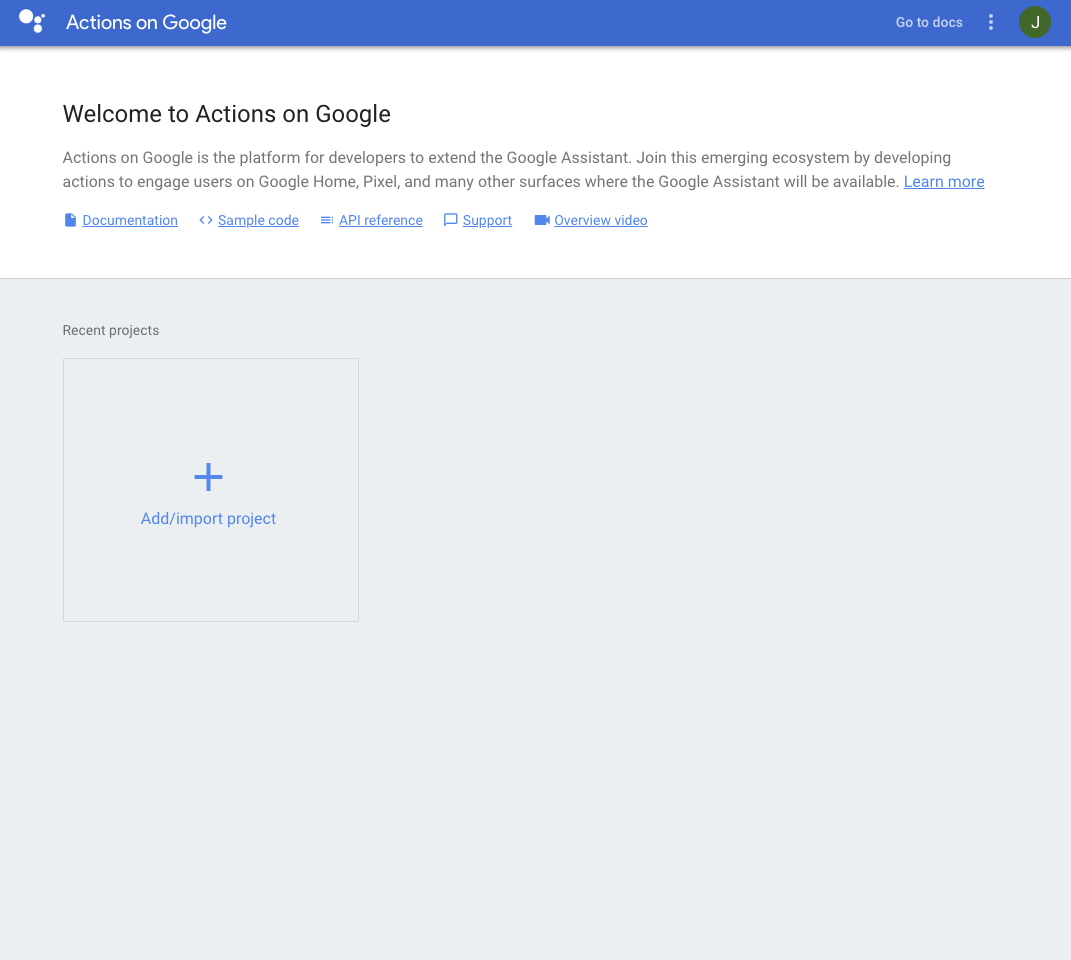 Actions on Google
Go to docs
J
Welcome to Actions on Google
Actions on Google is the platform for developers to extend the Google Assistant. Join this emerging ecosystem by developing
actions to engage users on Google Home, Pixel, and many other surfaces where the Google Assistant will be available. Learn more
Documentation
Sample code
API reference
Support
Overview video
Recent projects
Add/import project